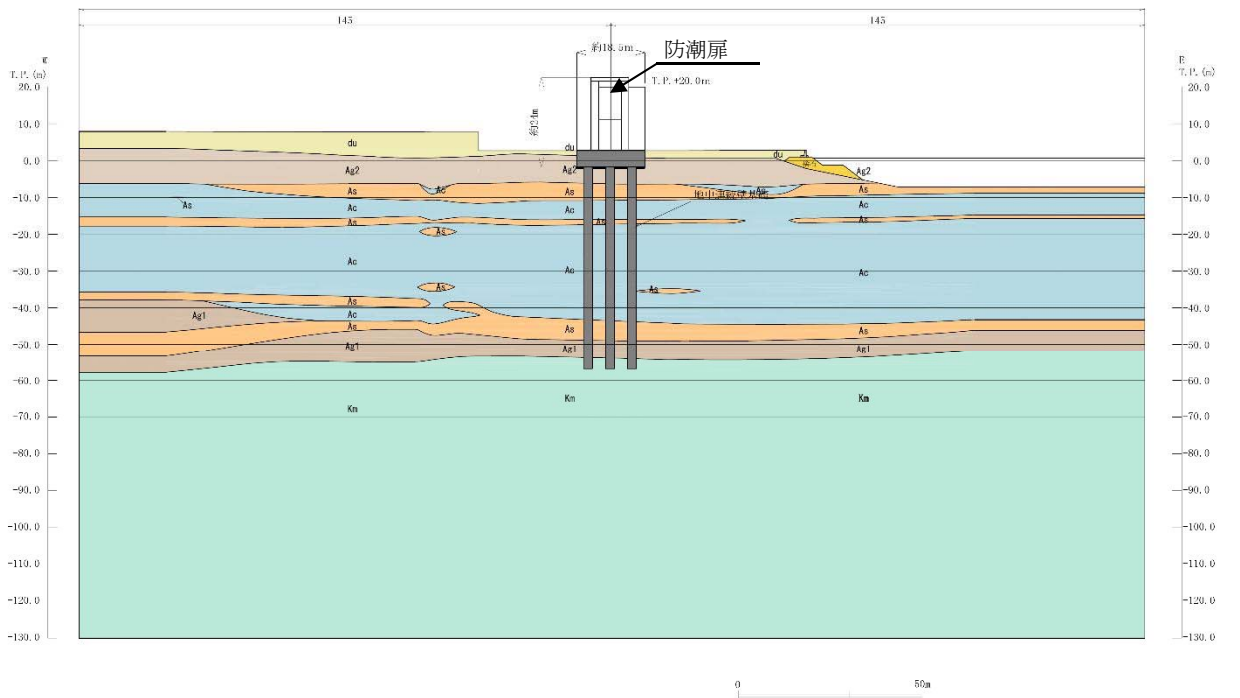 145
145
約18.5m
防潮扉
W
T.P.(m)
E
T.P.(m)
T.P.+20.0m
約24m
20.0
20.0
10.0
10.0
du
du
du
0.0
0.0
Ag2
Ag2
Ag2
As
Ac
Ac
As
-10.0
-10.0
As
Ac
Ac
Ac
As
As
As
-20.0
As
-20.0
Ac
Ac
Ac
-30.0
-30.0
As
As
As
-40.0
-40.0
Ag1
Ac
As
As
As
Ag1
Ag1
Ag1
-50.0
-50.0
-60.0
-60.0
Km
Km
Km
-70.0
-70.0
-80.0
-80.0
-90.0
-90.0
-100.0
-100.0
-110.0
-110.0
-120.0
-120.0
-130.0
-130.0
0
50m